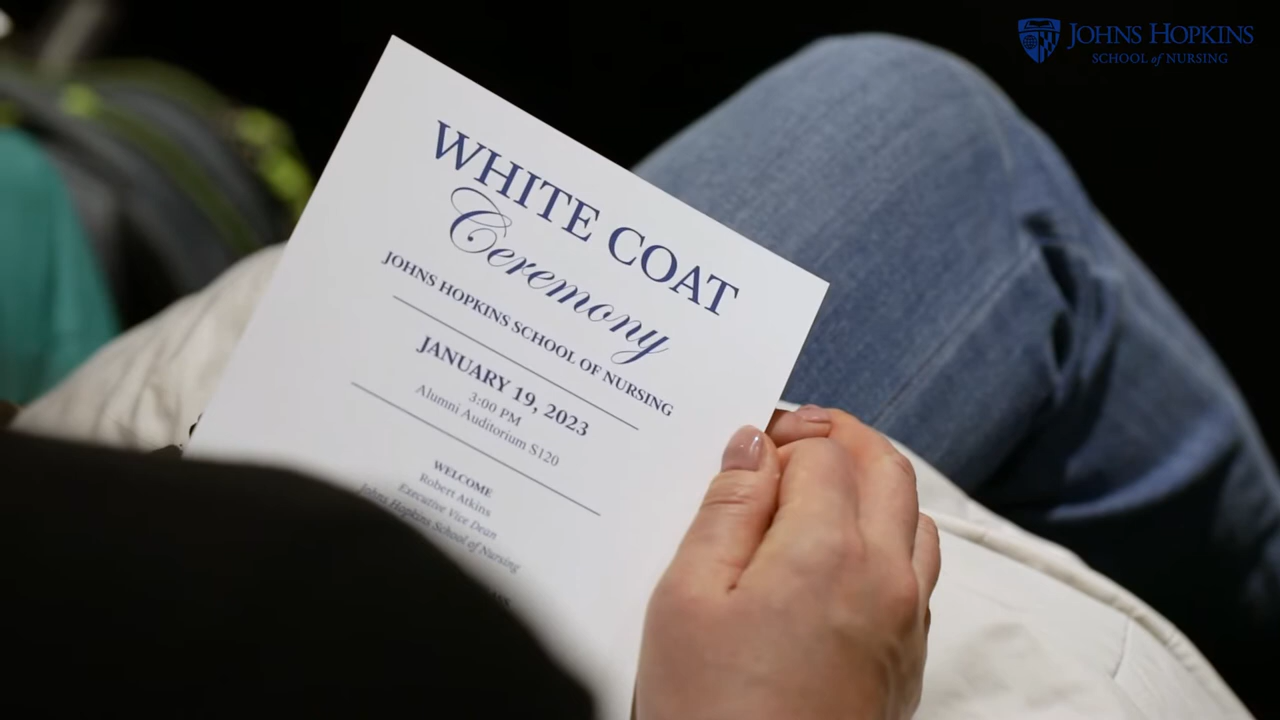 JOHNS HOPKINS
SCHOOL of NURSING
WHITE COAT
Ceremony
JOHNS HOPKINS SCHOOL OF NURSING
JANUARY 19, 2023
3:00 PM
Alumni Auditorium S120
WELCOME
Robert Atkins
Executive Vice Dean
Johns Hopkins School of Nursing